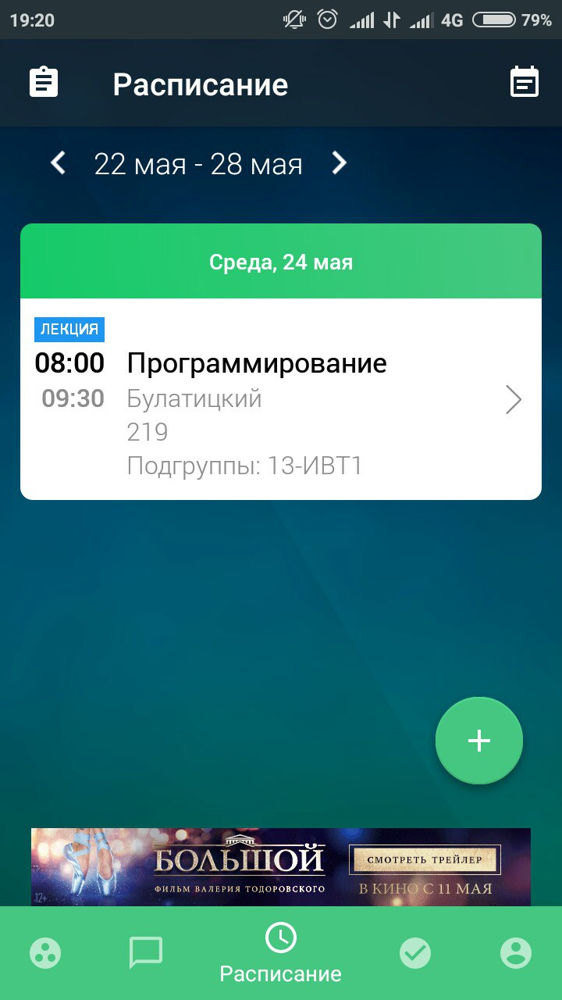 19:20
4G
79%
Расписание
22 мая - 28 мая
Среда, 24 мая
ЛЕКЦИЯ
08:00
Программирование
09:30
Булатицкий
219
Подгруппы: 13-ИВТ1
БОЛЬШОЙ
ФИЛЬМ ВАЛЕРИЯ ТОДОРОВСКОГО
СМОТРЕТЬ ТРЕЙЛЕР
В КИНО С 11 МАЯ
12+
Расписание